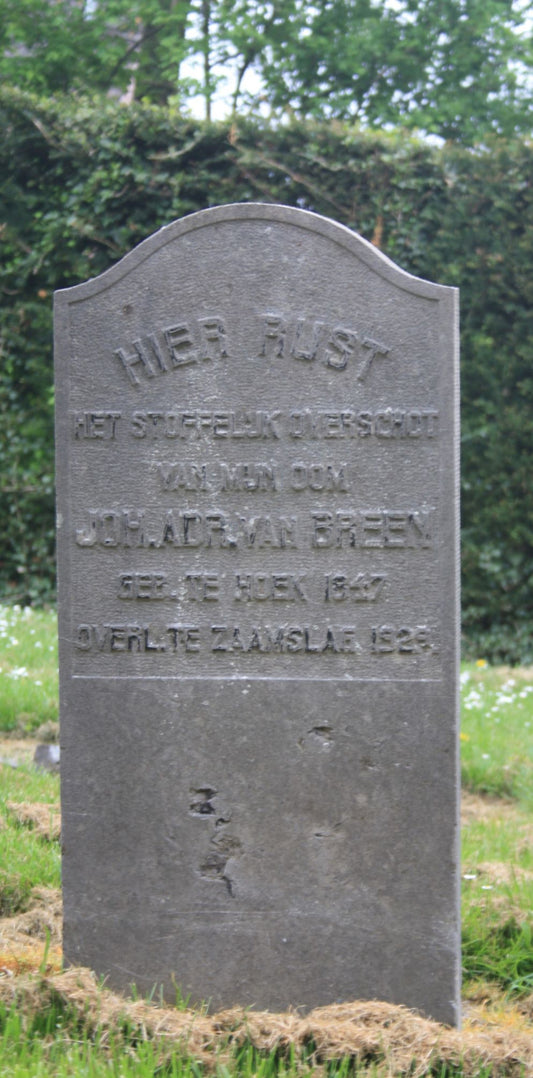 HIER RUST
HET STOFFELIJK OVERSCHOT
VAN MIJN OOM
JOH. ADR. VAN BREEN
GEB. TE HOEK 1847
OVERL. TE ZAAMSLAG